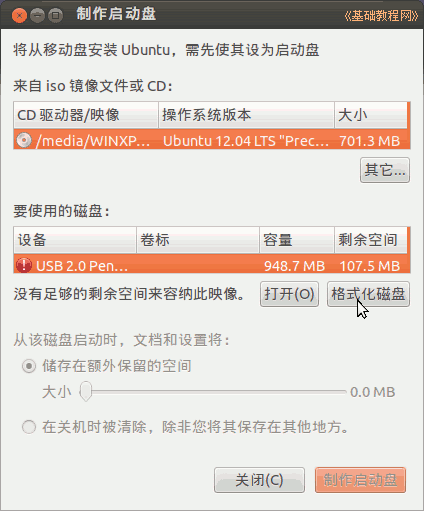 制作启动盘
《基础教程网》
将从移动盘安装 Ubuntu，需先使其设为启动盘
来自 iso 镜像文件或 CD：
CD 驱动器/映像 操作系统版本 大小
/media/WINXP... Ubuntu 12.04 LTS "Prec... 701.3 MB
其它...
要使用的磁盘：
设备 卷标 容量 剩余空间
USB 2.0 Pen... 948.7 MB 107.5 MB
没有足够的剩余空间来容纳此映像。 打开(O) 格式化磁盘
从该磁盘启动时，文档和设置将：
储存在额外保留的空间
大小 0.0 MB
在关机时被清除，除非您将其保存在其他地方。
关闭(C) 制作启动盘